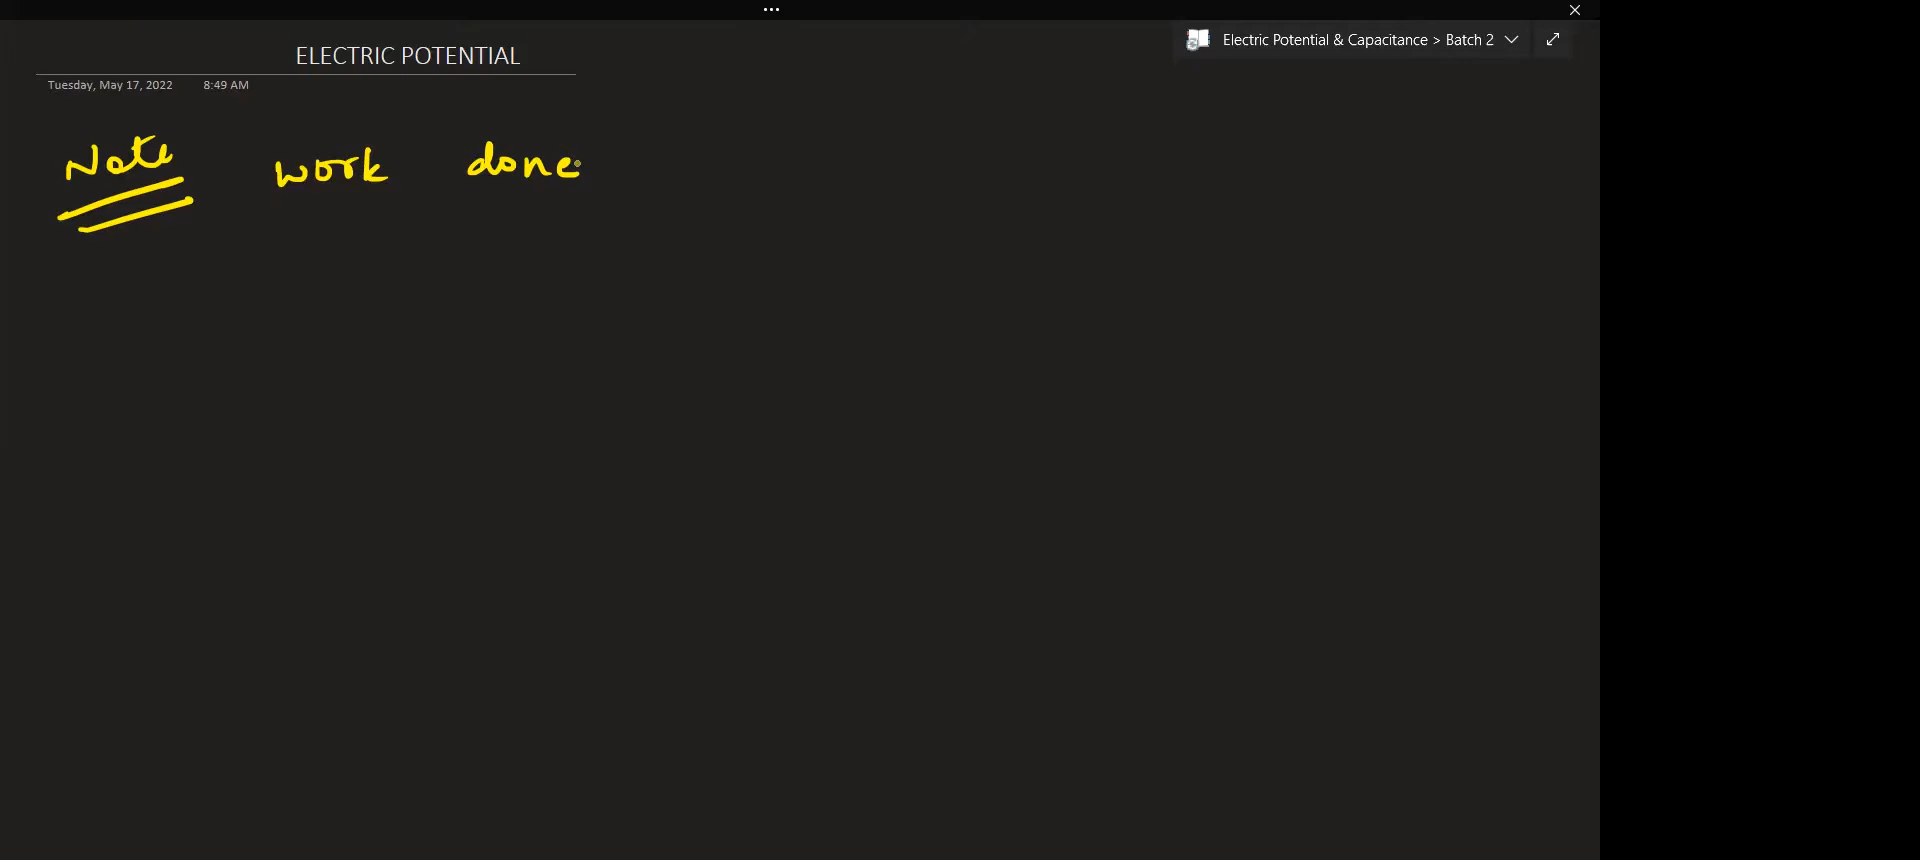 Electric Potential & Capacitance > Batch 2
ELECTRIC POTENTIAL
Tuesday, May 17, 2022 8:49 AM
Note work done